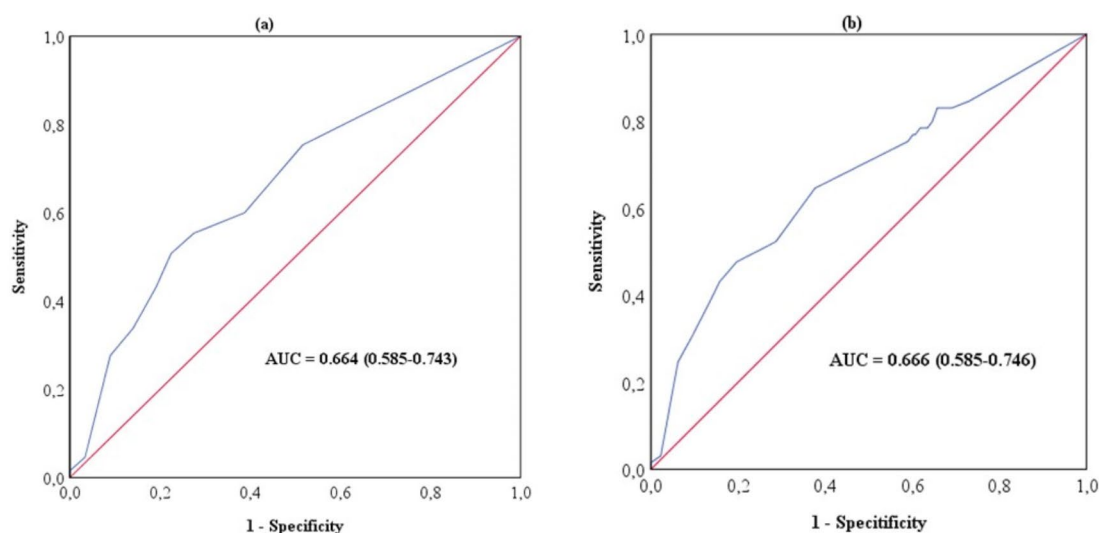 (a)
1,0
0,8
0,6
0,4
0,2
0,0
Sensitivity
AUC = 0.664 (0.585-0.743)
0,0 0,2 0,4 0,6 0,8 1,0
1 - Specificity
(b)
1,0
0,8
0,6
0,4
0,2
0,0
Sensitivity
AUC = 0.666 (0.585-0.746)
0,0 0,2 0,4 0,6 0,8 1,0
1 - Specitificity